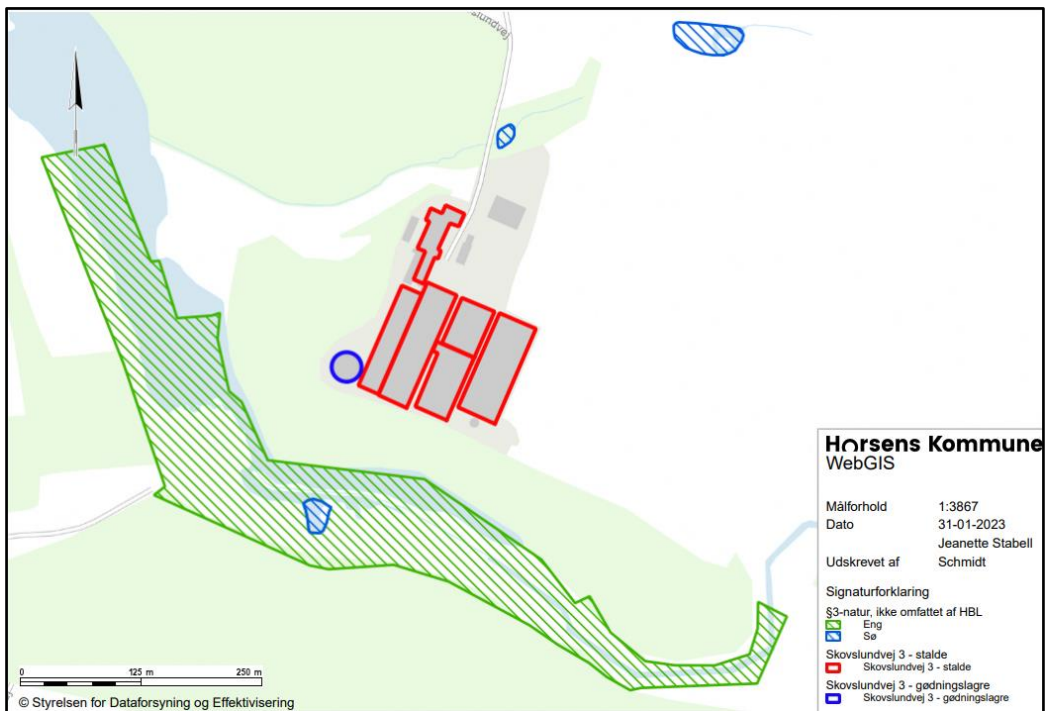 slundvej
Horsens Kommune
WebGIS
Målforhold 1:3867
Dato 31-01-2023
Jeanette Stabell
Udskrevet af Schmidt
Signaturforklaring
§3-natur, ikke omfattet af HBL
Eng
Sø
Skovslundvej 3 - stalde
Skovslundvej 3 - stalde
Skovslundvej 3 - gødningslagre
Skovslundvej 3 - gødningslagre
0 125 m 250 m
© Styrelsen for Dataforsyning og Effektivisering